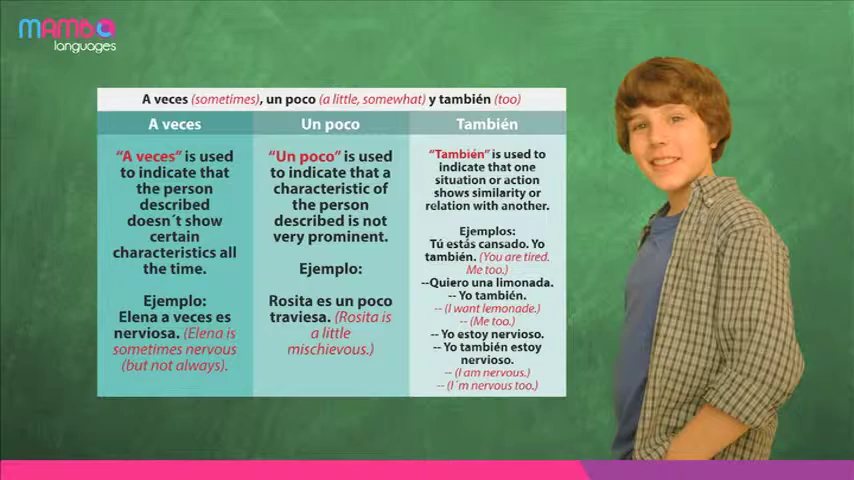 mambo
languages
A veces (sometimes), un poco (a little, somewhat) y también (too)
A veces
Un poco
También
"A veces" is used
to indicate that
the person
described
doesn´t show
certain
characteristics all
the time.
Ejemplo:
Elena a veces es
nerviosa. (Elena is
sometimes nervous
(but not always).
"Un poco" is used
to indicate that a
characteristic of
the person
described is not
very prominent.
Ejemplo:
Rosita es un poco
traviesa. (Rosita is
a little
mischievous.)
"También" is used to
indicate that one
situation or action
shows similarity or
relation with another.
Ejemplos:
Tú estás cansado. Yo
también. (You are tired.
Me too.)
--Quiero una limonada.
-- Yo también.
-- (I want lemonade.)
-- (Me too.)
-- Yo estoy nervioso.
-- Yo también estoy
nervioso.
-- (I am nervous.)
-- (I´m nervous too.)